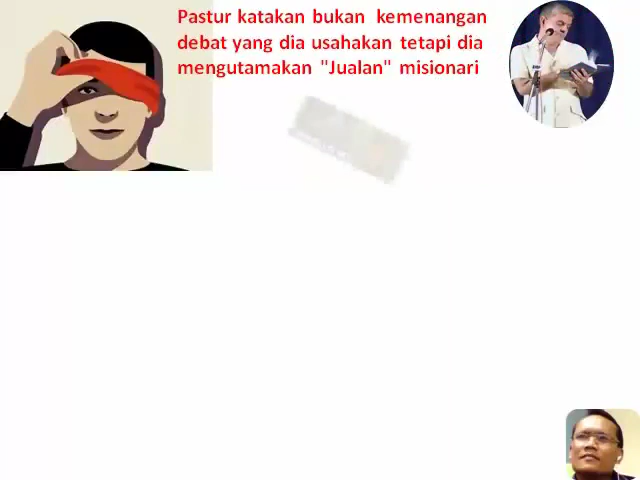 Pastur katakan bukan kemenangan
debat yang dia usahakan tetapi dia
mengutamakan "Jualan" misionari